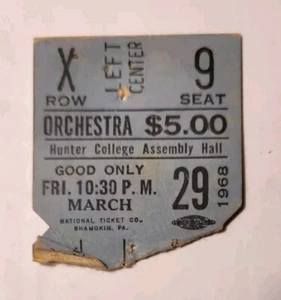 X LEFT CENTER 9
ROW SEAT
ORCHESTRA $5.00
Hunter College Assembly Hall
GOOD ONLY
FRI. 10:30 P.M.
MARCH 29 1968
NATIONAL TICKET CO.
SHAMOKIN, PA.